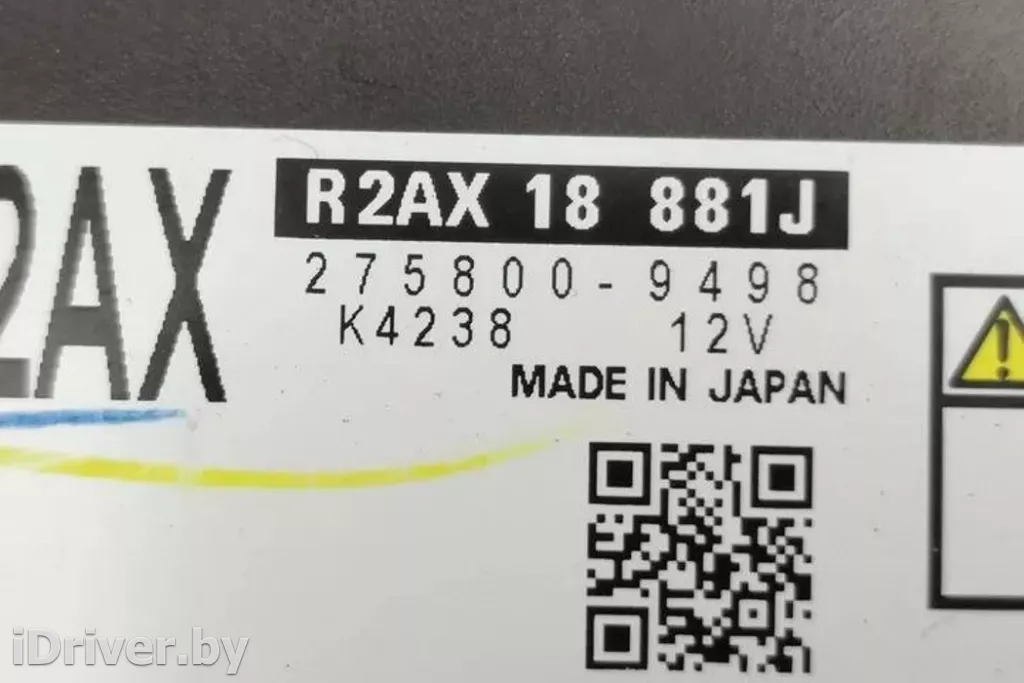 2AX
R2AX 18 881J
275800-9498
K4238 12V
MADE IN JAPAN
iDriver.by